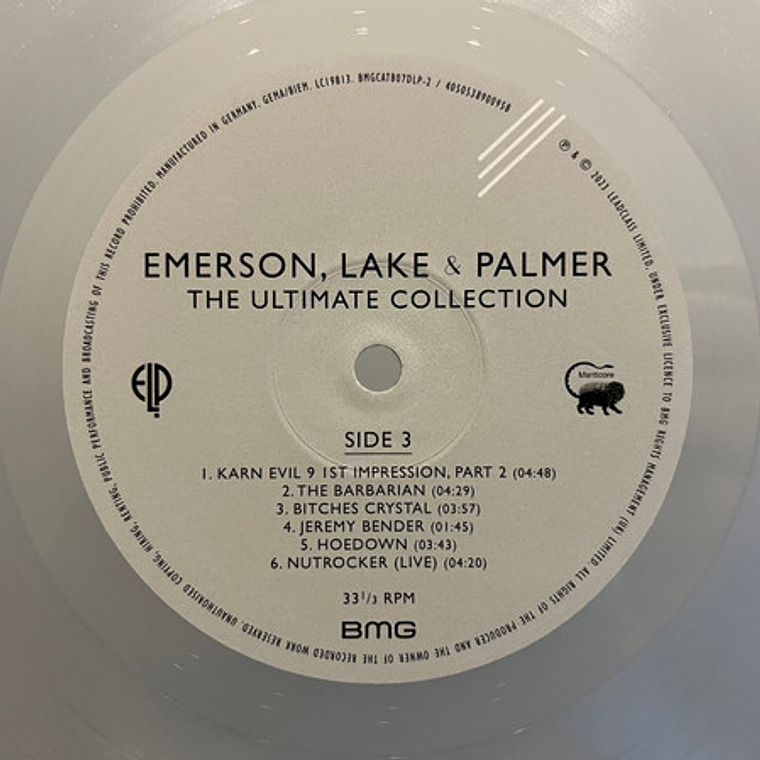 UNAUTHORISED COPYING, HIRING, RENTING, PUBLIC PERFORMANCE AND BROADCASTING OF THIS RECORD PROHIBITED. MANUFACTURED IN GERMANY. GEMA/BIEM. LC19813. BMGCAT807DLP-2 / 4050538900958
℗ & © 2023 LEADCLASS LIMITED, UNDER EXCLUSIVE LICENCE TO BMG RIGHTS MANAGEMENT (UK) LIMITED. ALL RIGHTS OF THE PRODUCER AND THE OWNER OF THE RECORDED WORK RESERVED.
EMERSON, LAKE & PALMER
THE ULTIMATE COLLECTION
ELP
Manticore
SIDE 3
1. KARN EVIL 9 1ST IMPRESSION, PART 2 (04:48)
2. THE BARBARIAN (04:29)
3. BITCHES CRYSTAL (03:57)
4. JEREMY BENDER (01:45)
5. HOEDOWN (03:43)
6. NUTROCKER (LIVE) (04:20)
33 1/3 RPM
BMG